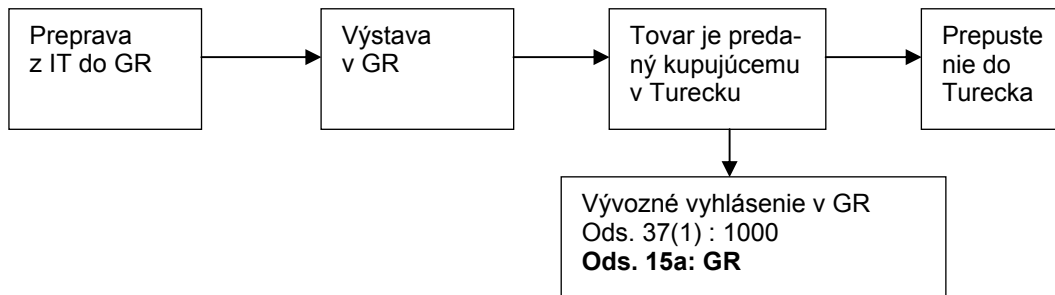 Preprava
z IT do GR
Výstava
v GR
Tovar je preda-
ný kupujúcemu
v Turecku
Prepuste
nie do
Turecka
Vývozné vyhlásenie v GR
Ods. 37(1) : 1000
Ods. 15a: GR